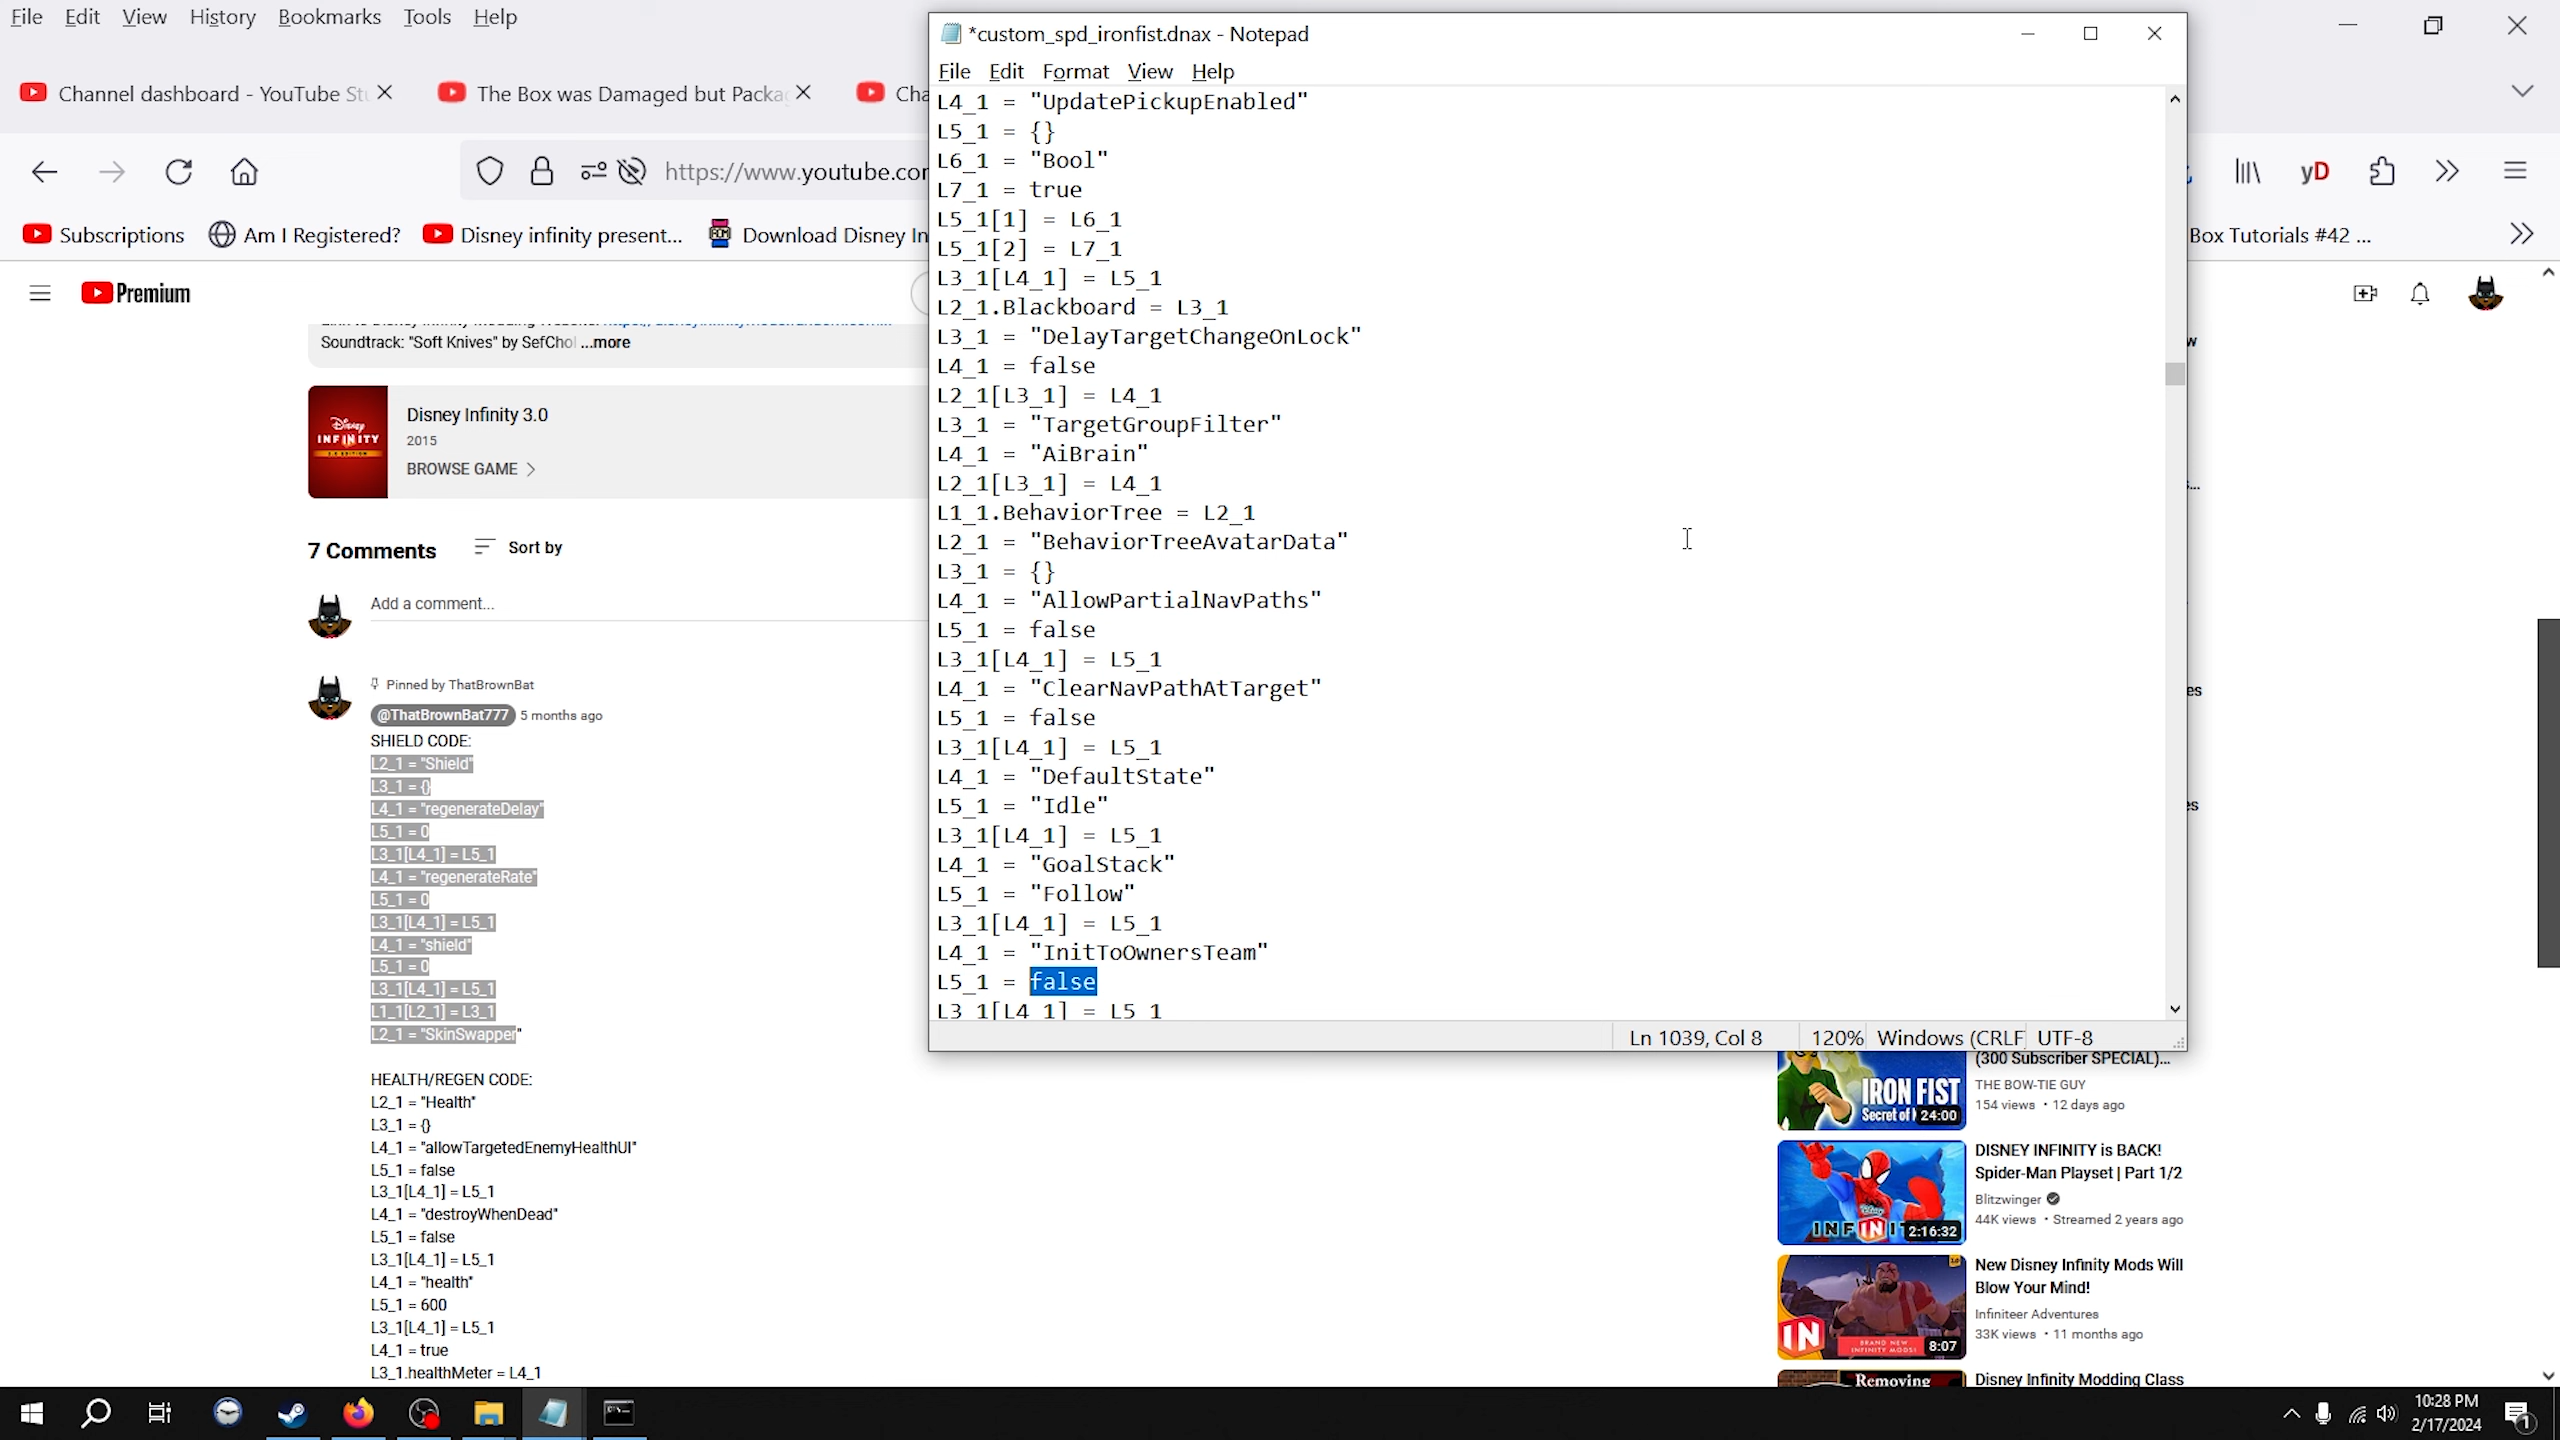 File Edit View History Bookmarks Tools Help
Channel dashboard - YouTube St
The Box was Damaged but Packa
Cha
https://www.youtube.cor
yD
Subscriptions
Am I Registered?
Disney infinity present...
Download Disney In
Box Tutorials #42 ...
Premium
Soundtrack: "Soft Knives" by SefChol ...more
Disney Infinity 3.0
2015
BROWSE GAME
7 Comments
Sort by
Add a comment...
Pinned by ThatBrownBat
@ThatBrownBat777 5 months ago
SHIELD CODE:
L2_1 = "Shield"
L3_1 = {}
L4_1 = "regenerateDelay"
L5_1 = 0
L3_1[L4_1] = L5_1
L4_1 = "regenerateRate"
L5_1 = 0
L3_1[L4_1] = L5_1
L4_1 = "shield"
L5_1 = 0
L3_1[L4_1] = L5_1
L1_1[L2_1] = L3_1
L2_1 = "SkinSwapper"
HEALTH/REGEN CODE:
L2_1 = "Health"
L3_1 = {}
L4_1 = "allowTargetedEnemyHealthUI"
L5_1 = false
L3_1[L4_1] = L5_1
L4_1 = "destroyWhenDead"
L5_1 = false
L3_1[L4_1] = L5_1
L4_1 = "health"
L5_1 = 600
L3_1[L4_1] = L5_1
L4_1 = true
L3_1.healthMeter = L4_1
*custom_spd_ironfist.dnax - Notepad
File Edit Format View Help
L4_1 = "UpdatePickupEnabled"
L5_1 = {}
L6_1 = "Bool"
L7_1 = true
L5_1[1] = L6_1
L5_1[2] = L7_1
L3_1[L4_1] = L5_1
L2_1.Blackboard = L3_1
L3_1 = "DelayTargetChangeOnLock"
L4_1 = false
L2_1[L3_1] = L4_1
L3_1 = "TargetGroupFilter"
L4_1 = "AiBrain"
L2_1[L3_1] = L4_1
L1_1.BehaviorTree = L2_1
L2_1 = "BehaviorTreeAvatarData"
L3_1 = {}
L4_1 = "AllowPartialNavPaths"
L5_1 = false
L3_1[L4_1] = L5_1
L4_1 = "ClearNavPathAtTarget"
L5_1 = false
L3_1[L4_1] = L5_1
L4_1 = "DefaultState"
L5_1 = "Idle"
L3_1[L4_1] = L5_1
L4_1 = "GoalStack"
L5_1 = "Follow"
L3_1[L4_1] = L5_1
L4_1 = "InitToOwnersTeam"
L5_1 = false
L3_1[L4_1] = L5_1
Ln 1039, Col 8 120% Windows (CRLF UTF-8
(300 Subscriber SPECIAL)...
THE BOW-TIE GUY
154 views • 12 days ago
IRON FIST
24:00
DISNEY INFINITY is BACK!
Spider-Man Playset | Part 1/2
Blitzwinger
44K views • Streamed 2 years ago
2:16:32
New Disney Infinity Mods Will
Blow Your Mind!
Infiniteer Adventures
33K views • 11 months ago
8:07
Disney Infinity Modding Class
Removing
10:28 PM
2/17/2024
1